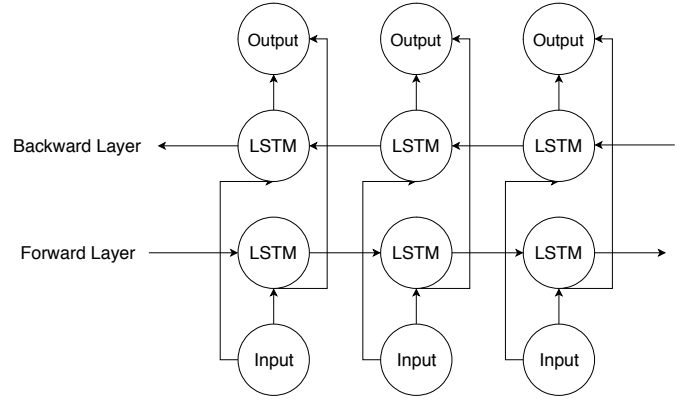 Output Output Output
Backward Layer LSTM LSTM LSTM
Forward Layer LSTM LSTM LSTM
Input Input Input